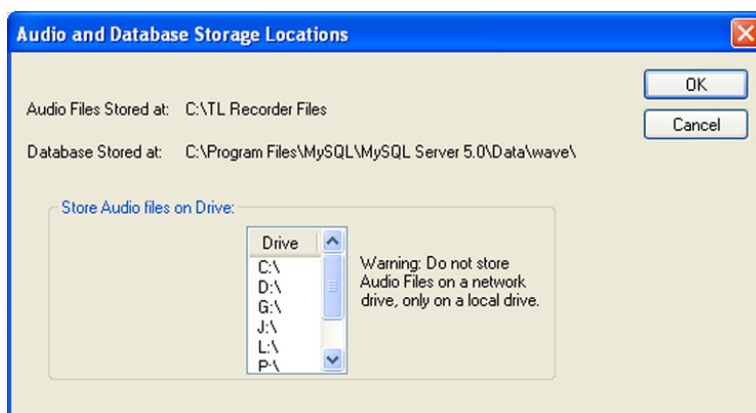 Audio and Database Storage Locations
OK
Audio Files Stored at: C:\TL Recorder Files
Cancel
Database Stored at: C:\Program Files\MySQL\MySQL Server 5.0\Data\wave\
Store Audio files on Drive:
Drive
C:\
D:\
G:\
J:\
L:\
P:\
Warning: Do not store
Audio Files on a network
drive, only on a local drive.